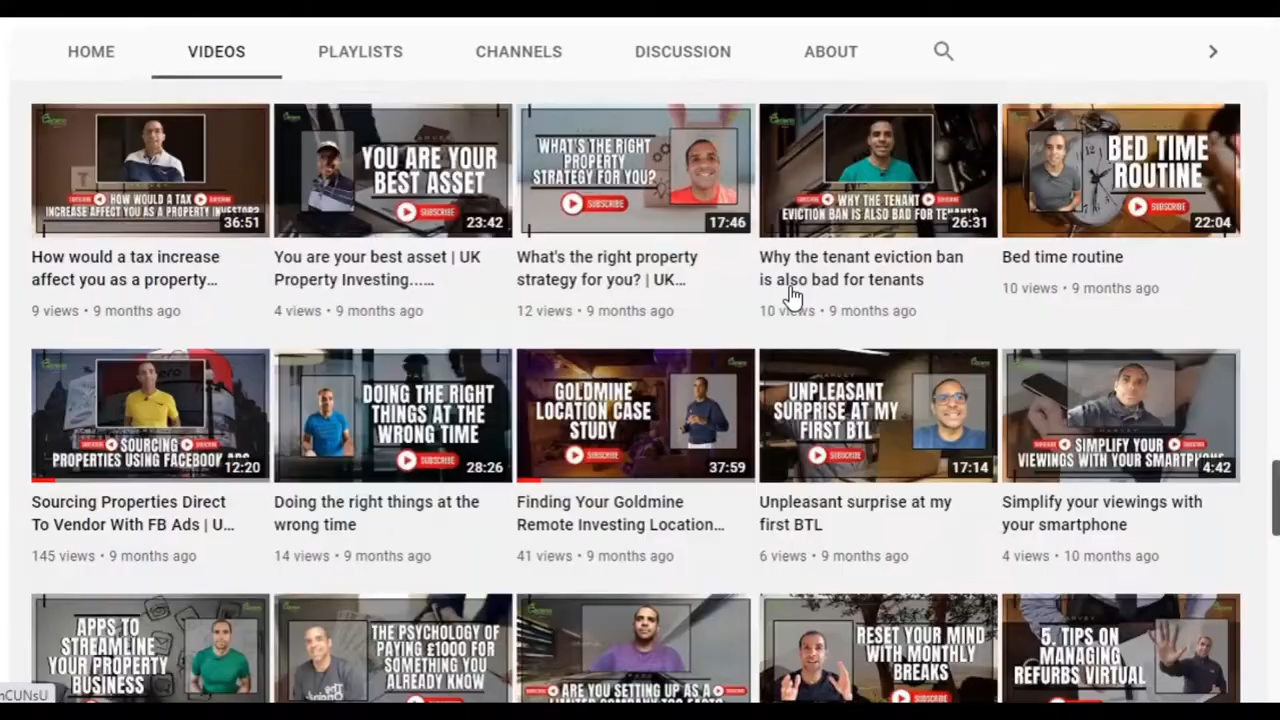 HOME VIDEOS PLAYLISTS CHANNELS DISCUSSION ABOUT
HOW WOULD A TAX
INCREASE AFFECT YOU AS A PROPERTY INVESTOR?
36:51
How would a tax increase
affect you as a property...
9 views • 9 months ago
YOU ARE YOUR
BEST ASSET
SUBSCRIBE
23:42
You are your best asset | UK
Property Investing......
4 views • 9 months ago
WHAT'S THE RIGHT
PROPERTY
STRATEGY FOR YOU?
SUBSCRIBE
17:46
What's the right property
strategy for you? | UK...
12 views • 9 months ago
WHY THE TENANT
EVICTION BAN IS ALSO BAD FOR TENANTS
26:31
Why the tenant eviction ban
is also bad for tenants
10 views • 9 months ago
BED TIME
ROUTINE
SUBSCRIBE
22:04
Bed time routine
10 views • 9 months ago
SOURCING
PROPERTIES USING FACEBOOK
12:20
Sourcing Properties Direct
To Vendor With FB Ads | U...
145 views • 9 months ago
DOING THE RIGHT
THINGS AT THE
WRONG TIME
SUBSCRIBE
28:26
Doing the right things at the
wrong time
14 views • 9 months ago
GOLDMINE
LOCATION CASE
STUDY
SUBSCRIBE
37:59
Finding Your Goldmine
Remote Investing Location...
41 views • 9 months ago
UNPLEASANT
SURPRISE AT MY
FIRST BTL
SUBSCRIBE
17:14
Unpleasant surprise at my
first BTL
6 views • 9 months ago
SIMPLIFY YOUR
VIEWINGS WITH YOUR SMARTPHONE
4:42
Simplify your viewings with
your smartphone
4 views • 10 months ago
APPS TO
STREAMLINE
YOUR PROPERTY
BUSINESS
THE PSYCHOLOGY OF
PAYING £1000 FOR
SOMETHING YOU
ALREADY KNOW
ARE YOU SETTING UP AS A
RESET YOUR MIND
WITH MONTHLY
BREAKS
5. TIPS ON
MANAGING
REFURBS VIRTUAL